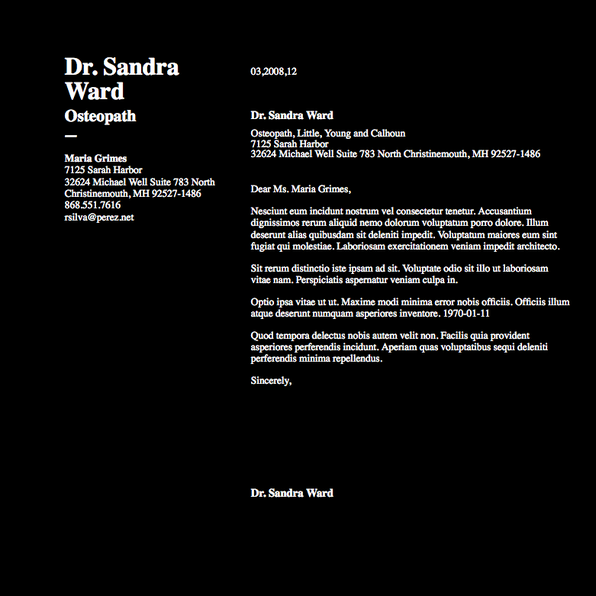 Dr. Sandra
Ward
Osteopath
—
Maria Grimes
7125 Sarah Harbor
32624 Michael Well Suite 783 North
Christinemouth, MH 92527-1486
868.551.7616
rsilva@perez.net
03,2008,12
Dr. Sandra Ward
Osteopath, Little, Young and Calhoun
7125 Sarah Harbor
32624 Michael Well Suite 783 North Christinemouth, MH 92527-1486
Dear Ms. Maria Grimes,
Nesciunt eum incidunt nostrum vel consectetur tenetur. Accusantium
dignissimos rerum aliquid nemo dolorum voluptatum porro dolore. Illum
deserunt alias quibusdam sit deleniti impedit. Voluptatum maiores eum sint
fugiat qui molestiae. Laboriosam exercitationem veniam impedit architecto.
Sit rerum distinctio iste ipsam ad sit. Voluptate odio sit illo ut laboriosam
vitae nam. Perspiciatis aspernatur veniam culpa in.
Optio ipsa vitae ut ut. Maxime modi minima error nobis officiis. Officiis illum
atque deserunt numquam asperiores inventore. 1970-01-11
Quod tempora delectus nobis autem velit non. Facilis quia provident
asperiores perferendis incidunt. Aperiam quas voluptatibus sequi deleniti
perferendis minima repellendus.
Sincerely,
Dr. Sandra Ward